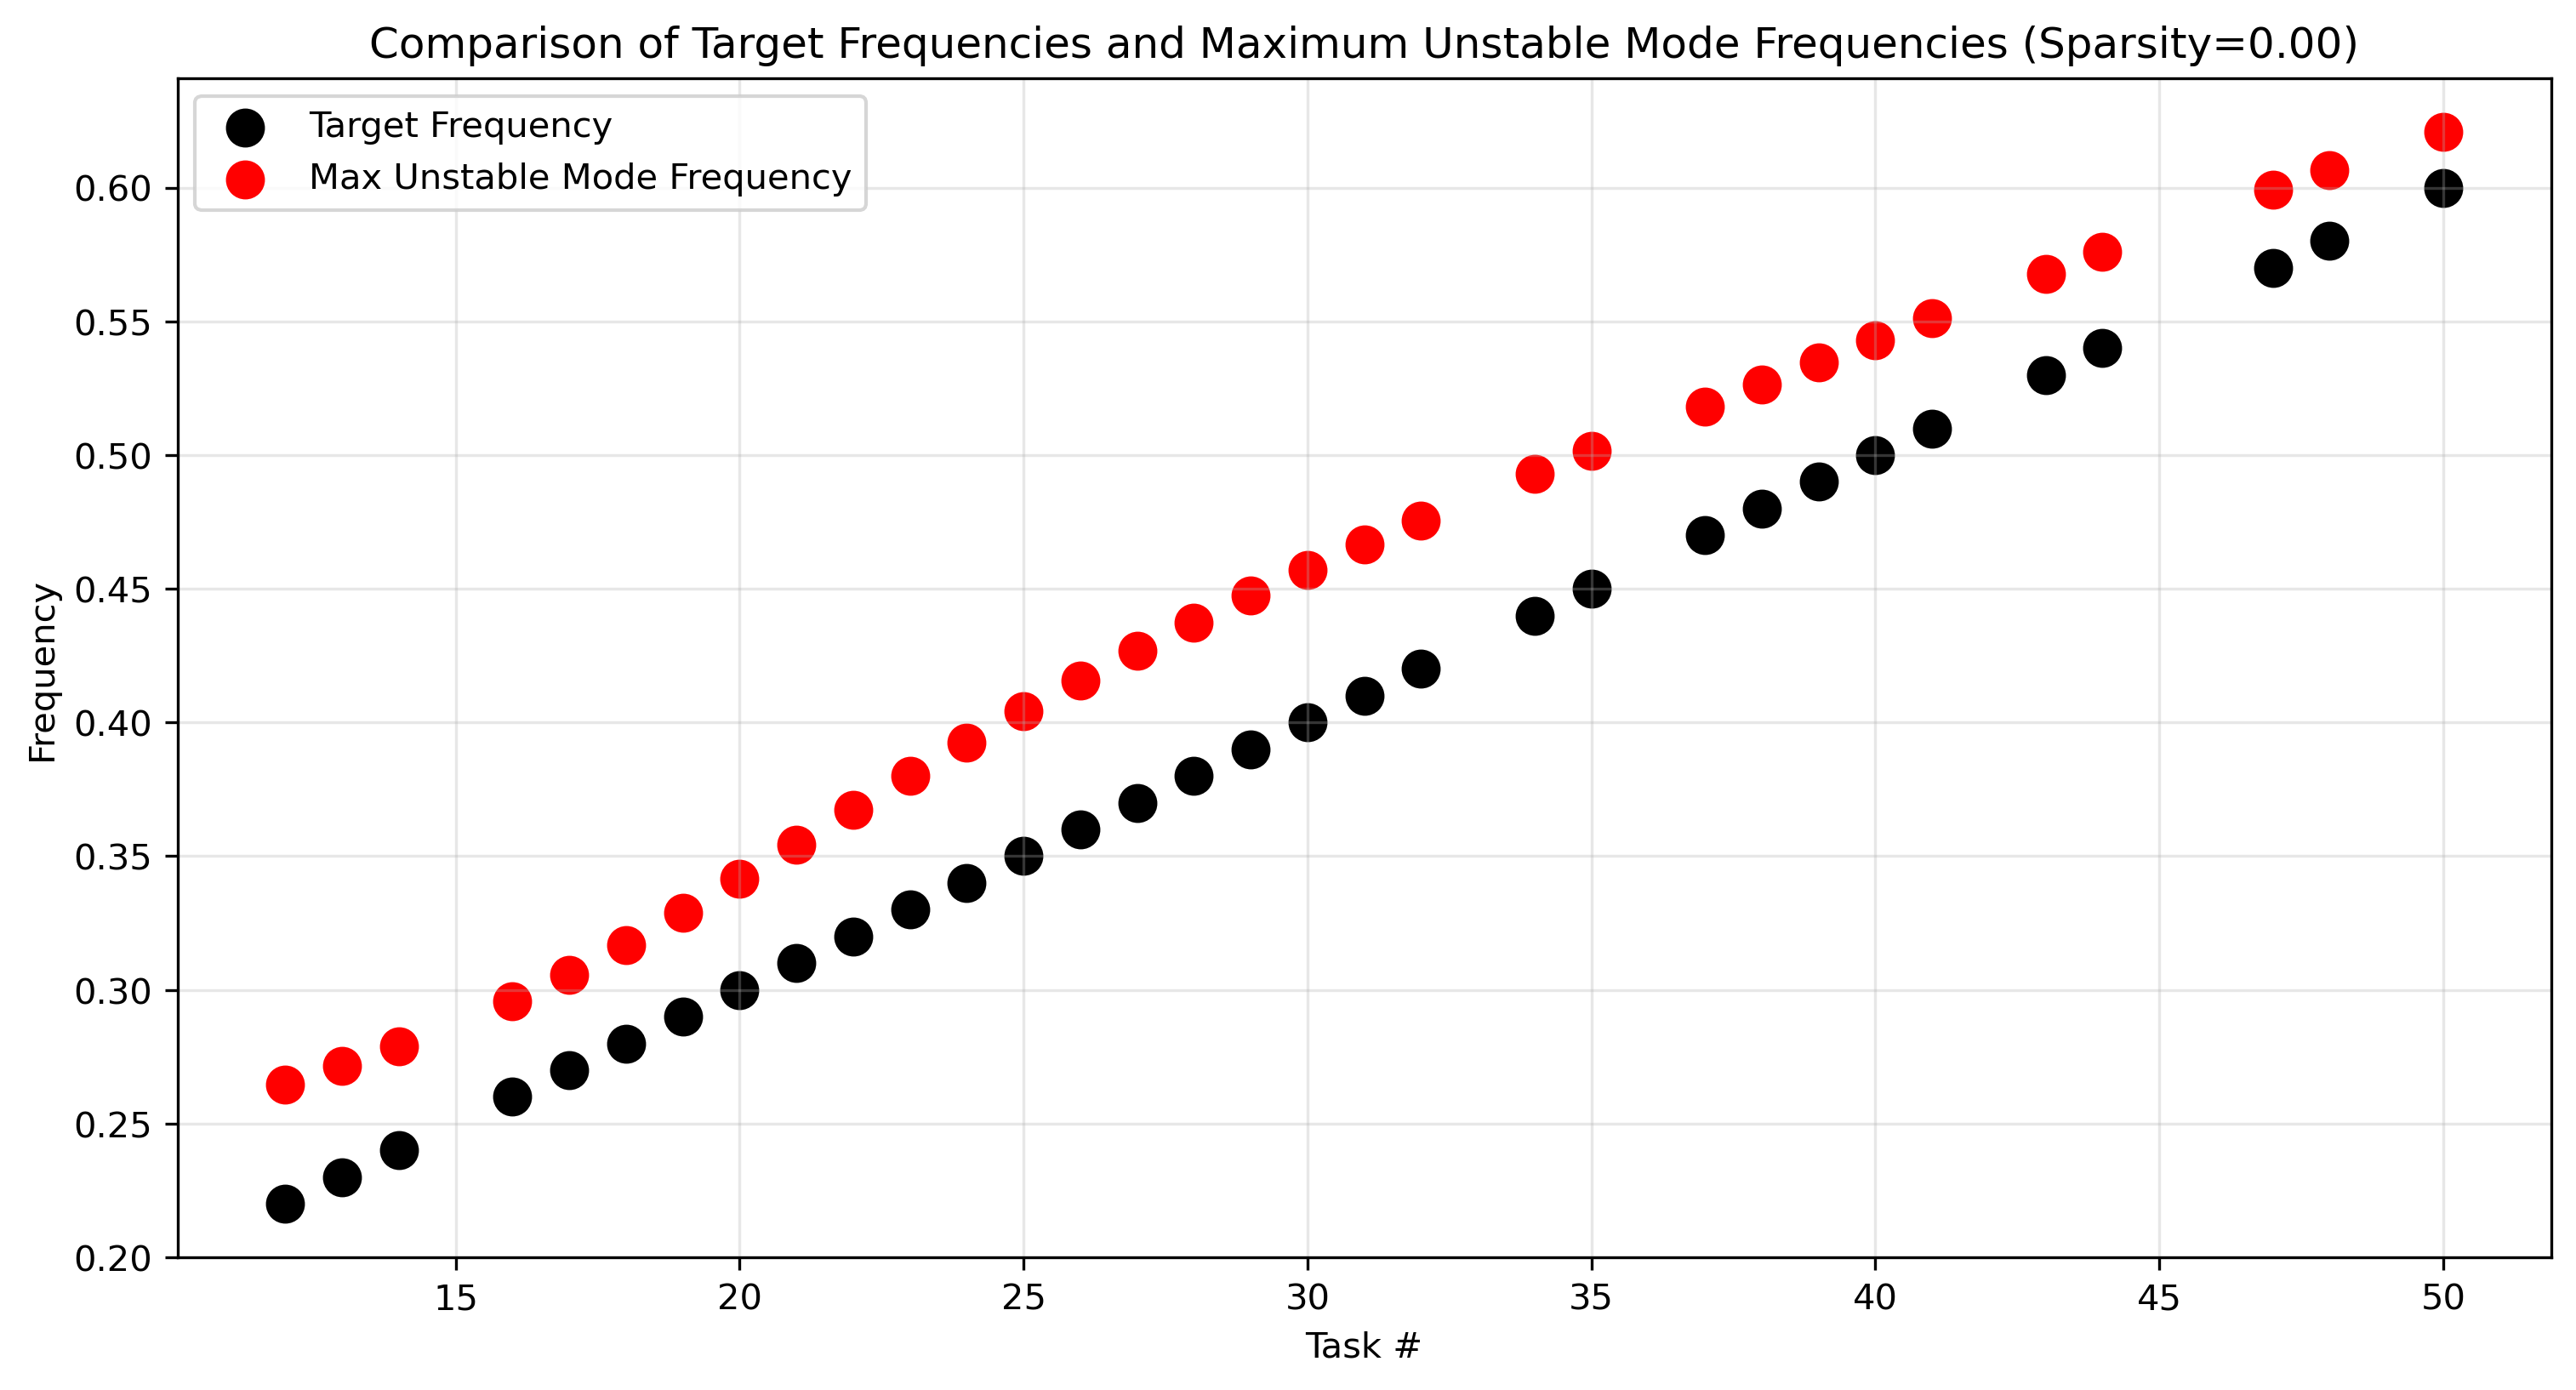 Comparison of Target Frequencies and Maximum Unstable Mode Frequencies (Sparsity=0.00)
Target Frequency
Max Unstable Mode Frequency
0.60
0.55
0.50
0.45
0.40
0.35
0.30
0.25
0.20
Frequency
15 20 25 30 35 40 45 50
Task #